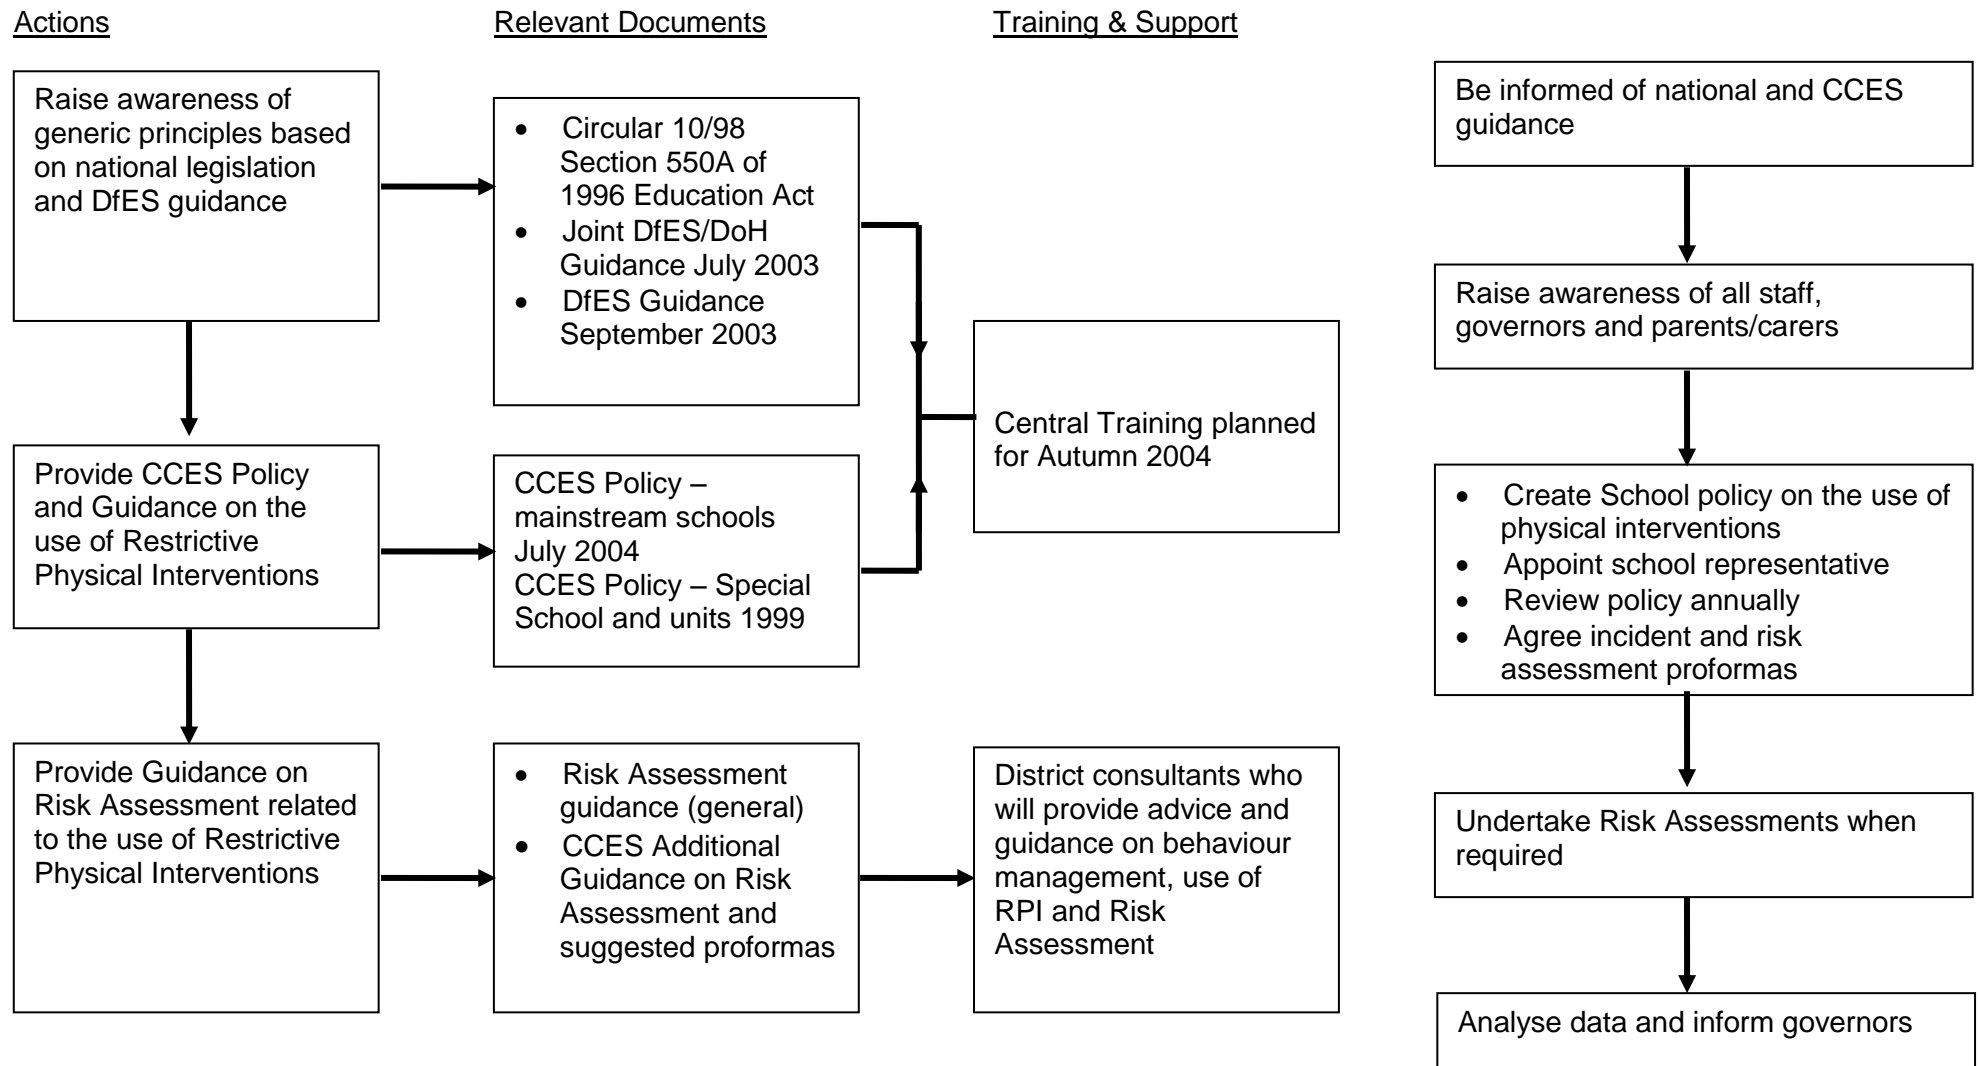 Actions
Relevant Documents
Training & Support
Raise awareness of
generic principles based
on national legislation
and DfES guidance
• Circular 10/98
Section 550A of
1996 Education Act
• Joint DfES/DoH
Guidance July 2003
• DfES Guidance
September 2003
Central Training planned
for Autumn 2004
Provide CCES Policy
and Guidance on the
use of Restrictive
Physical Interventions
CCES Policy –
mainstream schools
July 2004
CCES Policy – Special
School and units 1999
Provide Guidance on
Risk Assessment related
to the use of Restrictive
Physical Interventions
• Risk Assessment
guidance (general)
• CCES Additional
Guidance on Risk
Assessment and
suggested proformas
District consultants who
will provide advice and
guidance on behaviour
management, use of
RPI and Risk
Assessment
Be informed of national and CCES
guidance
Raise awareness of all staff,
governors and parents/carers
• Create School policy on the use of
physical interventions
• Appoint school representative
• Review policy annually
• Agree incident and risk
assessment proformas
Undertake Risk Assessments when
required
Analyse data and inform governors